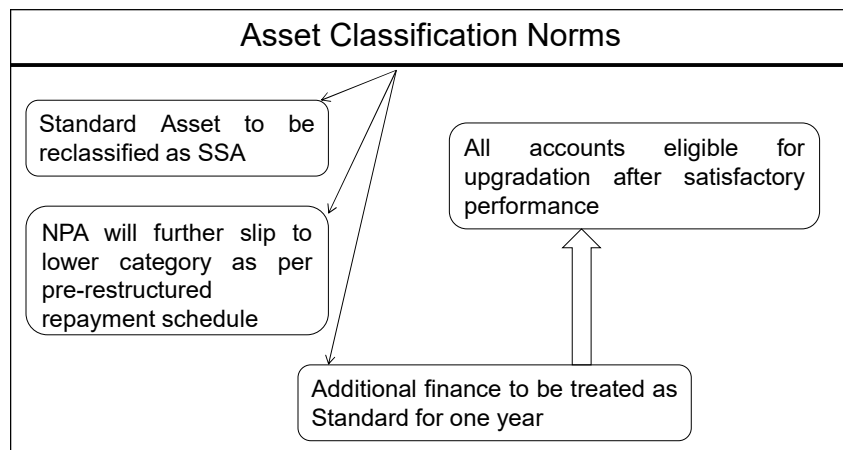 Asset Classification Norms
Standard Asset to be
reclassified as SSA
All accounts eligible for
upgradation after satisfactory
performance
NPA will further slip to
lower category as per
pre-restructured
repayment schedule
Additional finance to be treated as
Standard for one year